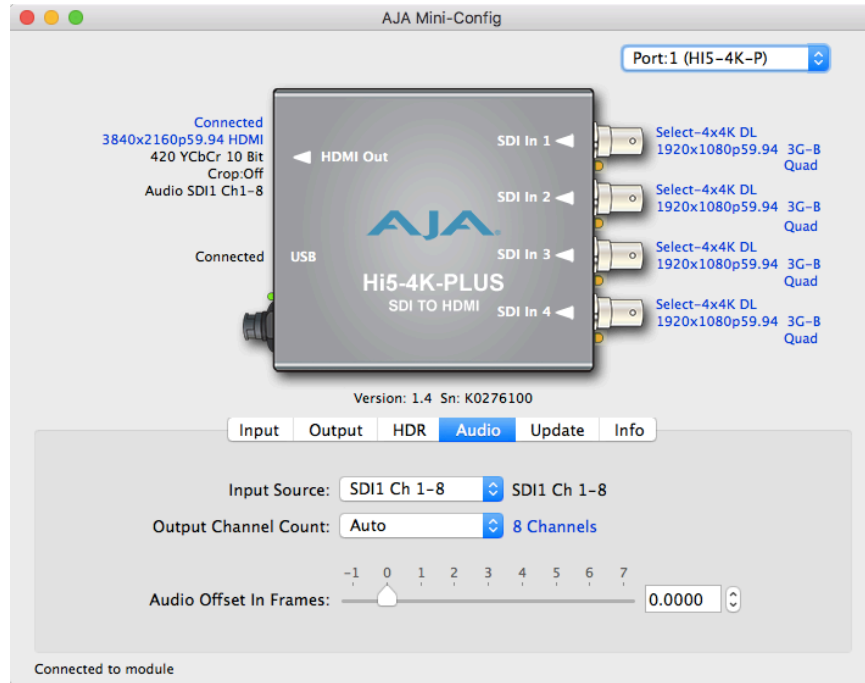 AJA Mini-Config
Port:1 (HI5-4K-P)
Connected
3840x2160p59.94 HDMI
420 YCbCr 10 Bit
Crop:Off
Audio SDI1 Ch1-8
Connected
HDMI Out
USB
AJA
Hi5-4K-PLUS
SDI TO HDMI
SDI In 1
SDI In 2
SDI In 3
SDI In 4
Select-4x4K DL
1920x1080p59.94 3G-B
Quad
Select-4x4K DL
1920x1080p59.94 3G-B
Quad
Select-4x4K DL
1920x1080p59.94 3G-B
Quad
Select-4x4K DL
1920x1080p59.94 3G-B
Quad
Version: 1.4 Sn: K0276100
Input Output HDR Audio Update Info
Input Source: SDI1 Ch 1-8 SDI1 Ch 1-8
Output Channel Count: Auto 8 Channels
-1 0 1 2 3 4 5 6 7
Audio Offset In Frames: 0.0000
Connected to module